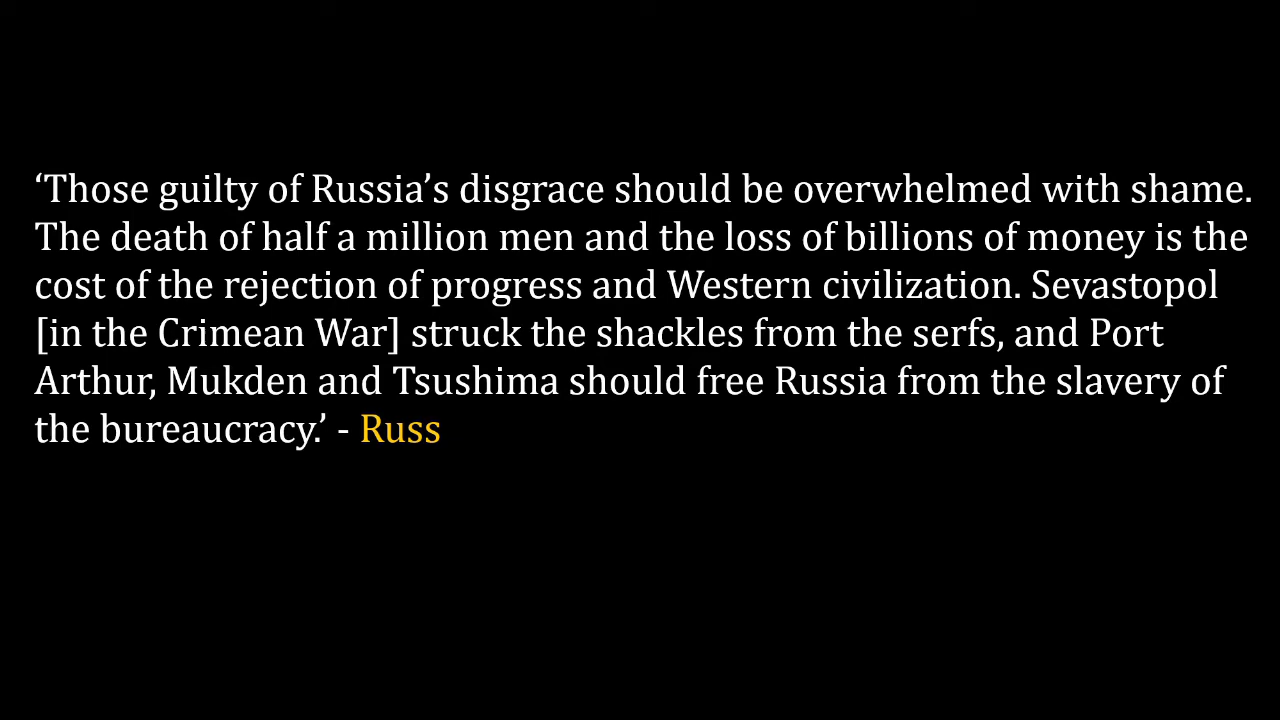 ‘Those guilty of Russia’s disgrace should be overwhelmed with shame.
The death of half a million men and the loss of billions of money is the
cost of the rejection of progress and Western civilization. Sevastopol
[in the Crimean War] struck the shackles from the serfs, and Port
Arthur, Mukden and Tsushima should free Russia from the slavery of
the bureaucracy.’ - Russ